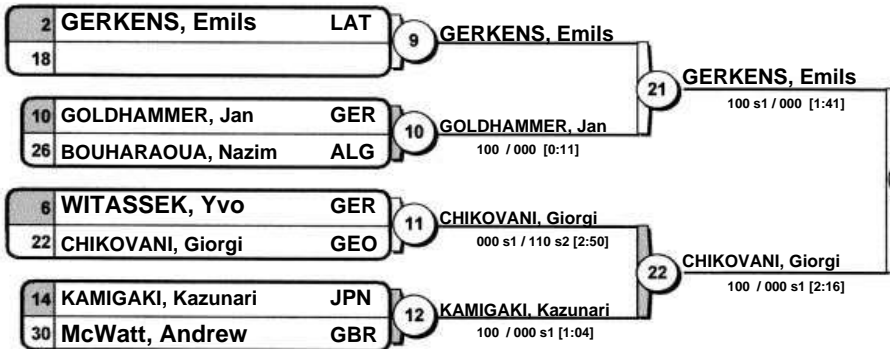 2 GERKENS, Emils LAT
18
9
GERKENS, Emils
10 GOLDHAMMER, Jan GER
26 BOUHARAOUA, Nazim ALG
10
GOLDHAMMER, Jan
100 / 000 [0:11]
21
GERKENS, Emils
100 s1 / 000 [1:41]
6 WITASSEK, Yvo GER
22 CHIKOVANI, Giorgi GEO
11
CHIKOVANI, Giorgi
000 s1 / 110 s2 [2:50]
14 KAMIGAKI, Kazunari JPN
30 McWatt, Andrew GBR
12
KAMIGAKI, Kazunari
100 / 000 s1 [1:04]
22
CHIKOVANI, Giorgi
100 / 000 s1 [2:16]